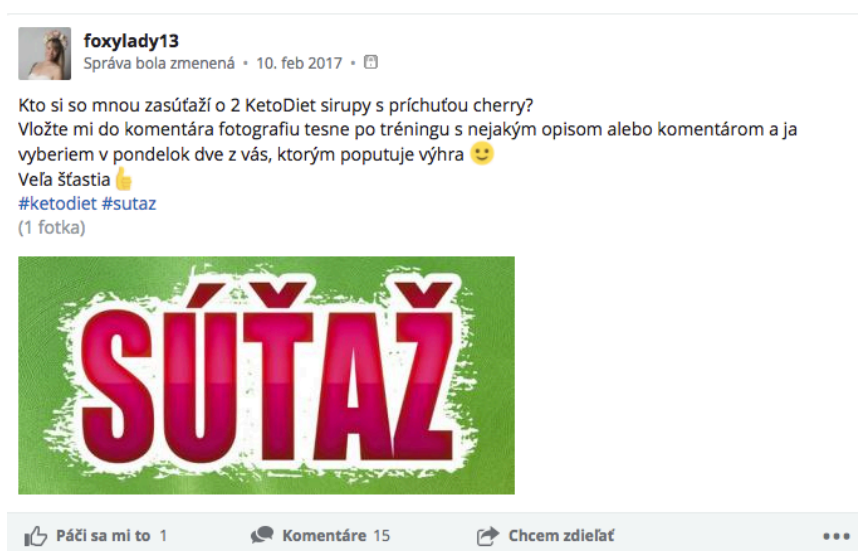 foxylady13
Správa bola zmenená • 10. feb 2017 •
Kto si so mnou zasúťaží o 2 KetoDiet sirupy s príchuťou cherry?
Vložte mi do komentára fotografiu tesne po tréningu s nejakým opisom alebo komentárom a ja
vyberiem v pondelok dve z vás, ktorým poputuje výhra 🙂
Veľa šťastia 👍
#ketodiet #sutaz
(1 fotka)
SÚŤAŽ
Páči sa mi to 1 Komentáre 15 Chcem zdieľať